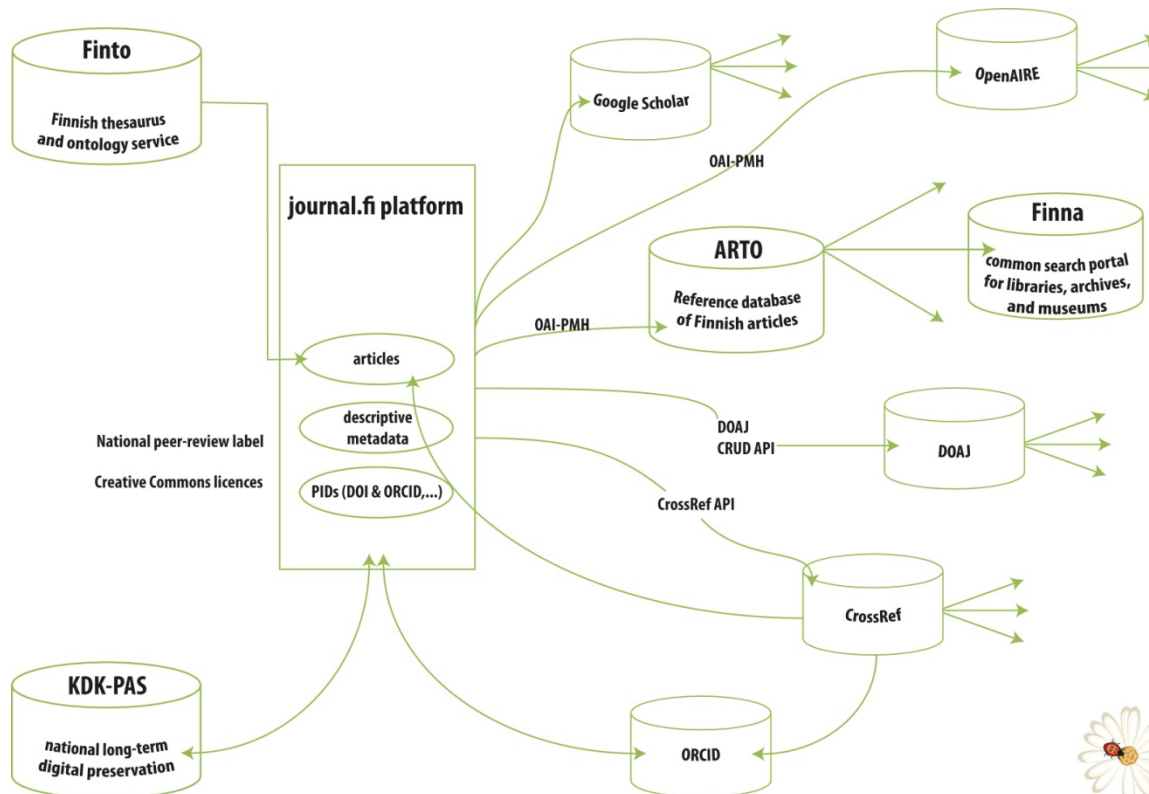 Finto
Finnish thesaurus
and ontology service
Google Scholar
OpenAIRE
OAI-PMH
journal.fi platform
ARTO
Reference database
of Finnish articles
Finna
common search portal
for libraries, archives,
and museums
OAI-PMH
articles
descriptive
metadata
PIDs (DOI & ORCID,...)
National peer-review label
Creative Commons licences
DOAJ
CRUD API
DOAJ
CrossRef API
CrossRef
KDK-PAS
national long-term
digital preservation
ORCID